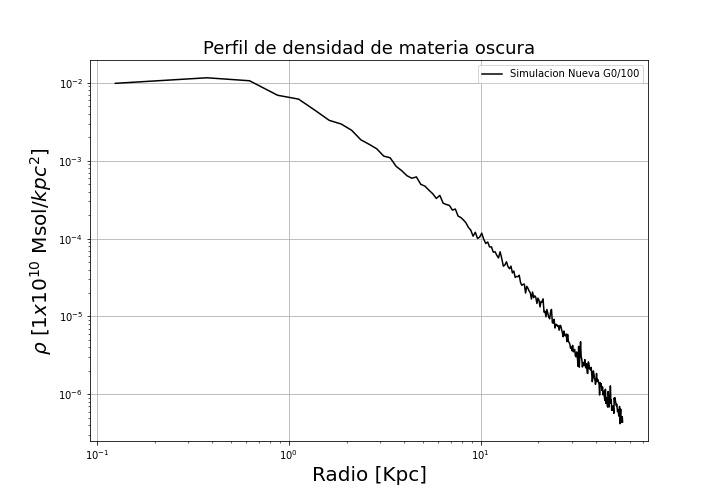 Perfil de densidad de materia oscura
Simulacion Nueva G0/100
ρ [1x10¹⁰ Msol/kpc²]
10⁻²
10⁻³
10⁻⁴
10⁻⁵
10⁻⁶
10⁻¹ 10⁰ 10¹
Radio [Kpc]